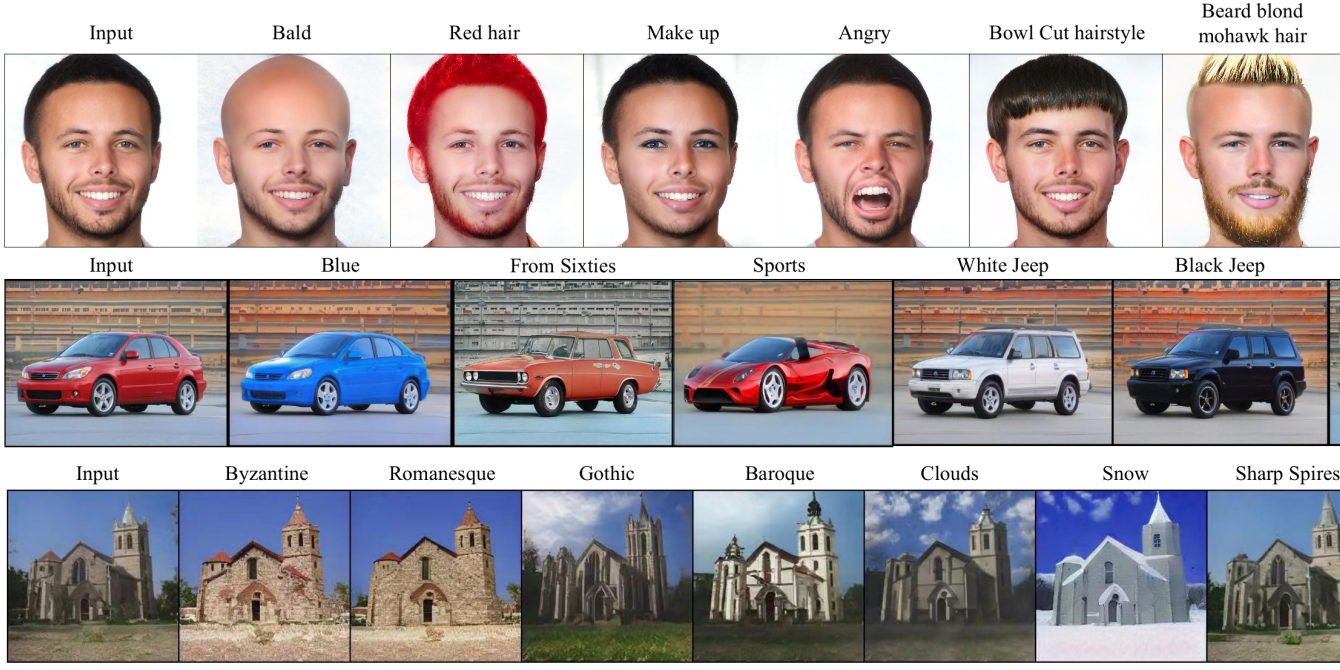 Input Bald Red hair Make up Angry Bowl Cut hairstyle Beard blond
mohawk hair
Input Blue From Sixties Sports White Jeep Black Jeep
Input Byzantine Romanesque Gothic Baroque Clouds Snow Sharp Spires